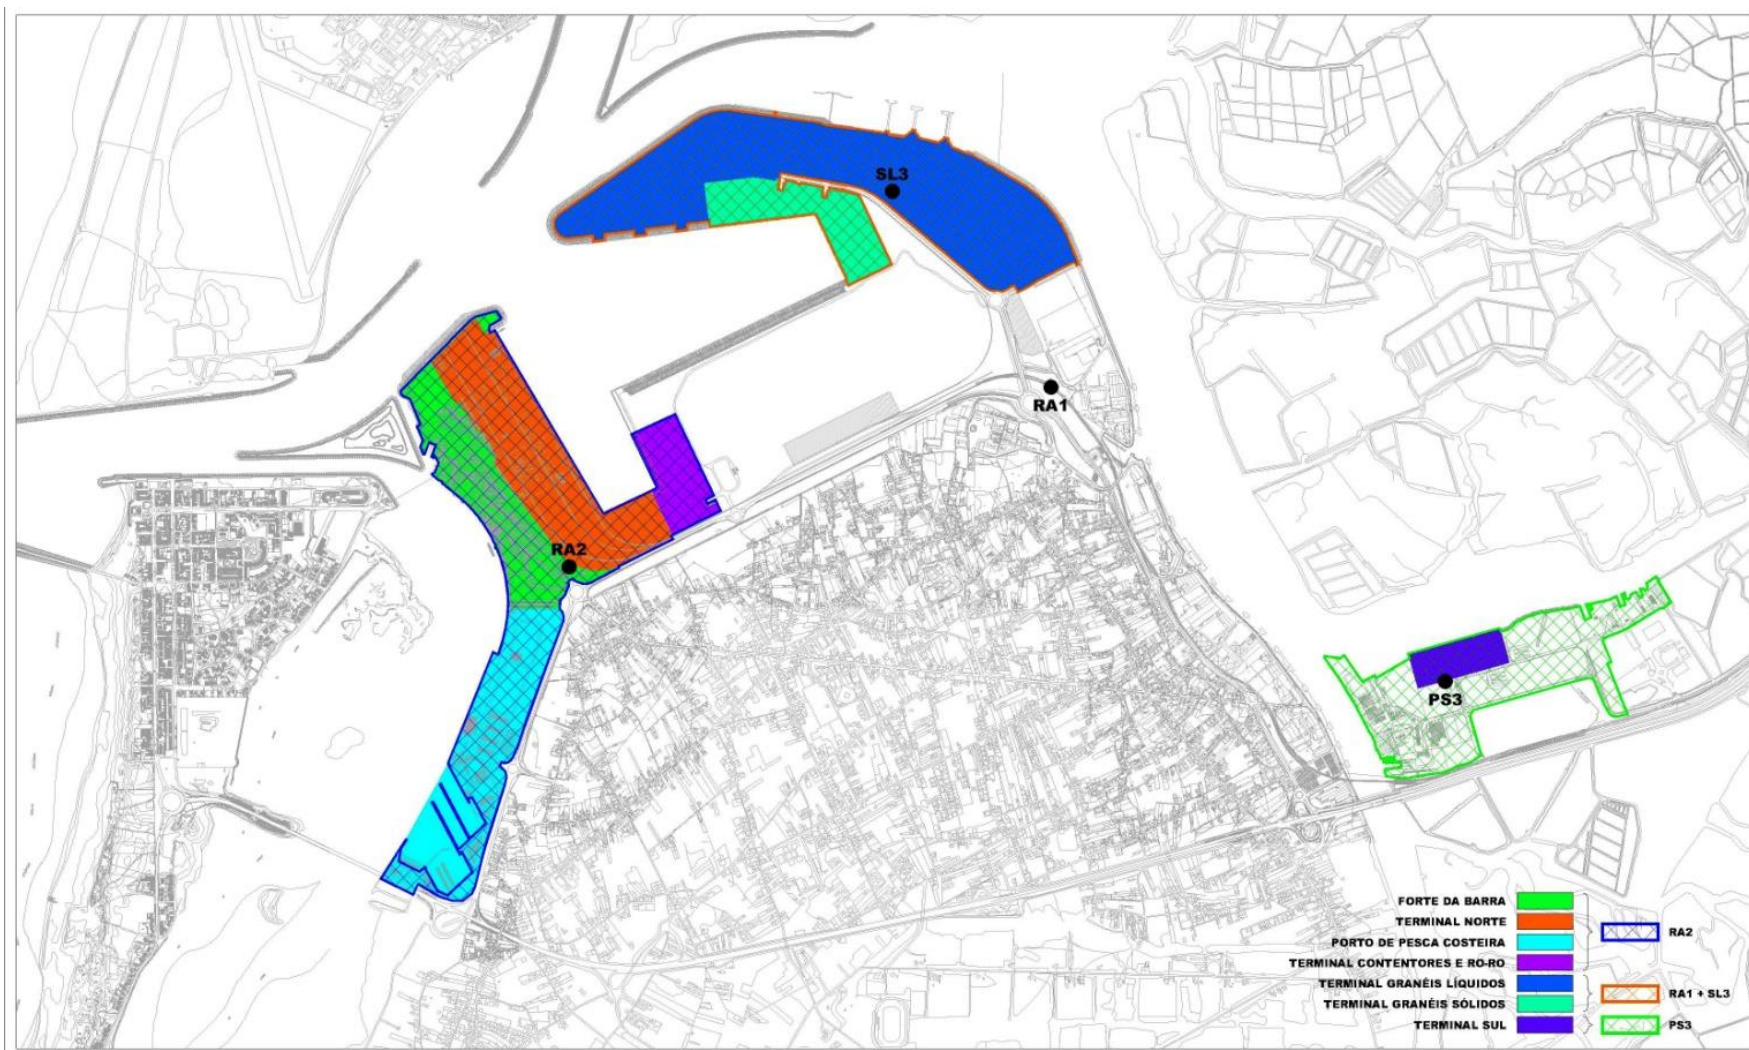 SL3
RA1
RA2
PS3
FORTE DA BARRA
TERMINAL NORTE
RA2
PORTO DE PESCA COSTEIRA
TERMINAL CONTENTORES E RO-RO
TERMINAL GRANÉIS LÍQUIDOS
RA1 + SL3
TERMINAL GRANÉIS SÓLIDOS
TERMINAL SUL
PS3